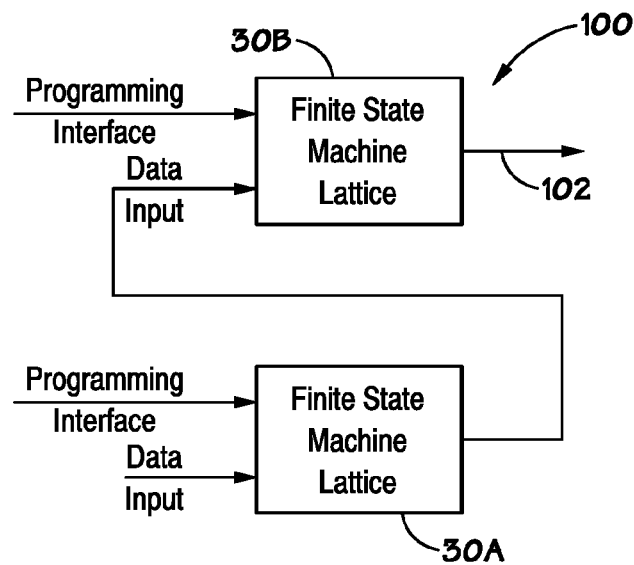 30B
100
Programming
Interface
Data
Input
Finite State
Machine
Lattice
102
Programming
Interface
Data
Input
Finite State
Machine
Lattice
30A